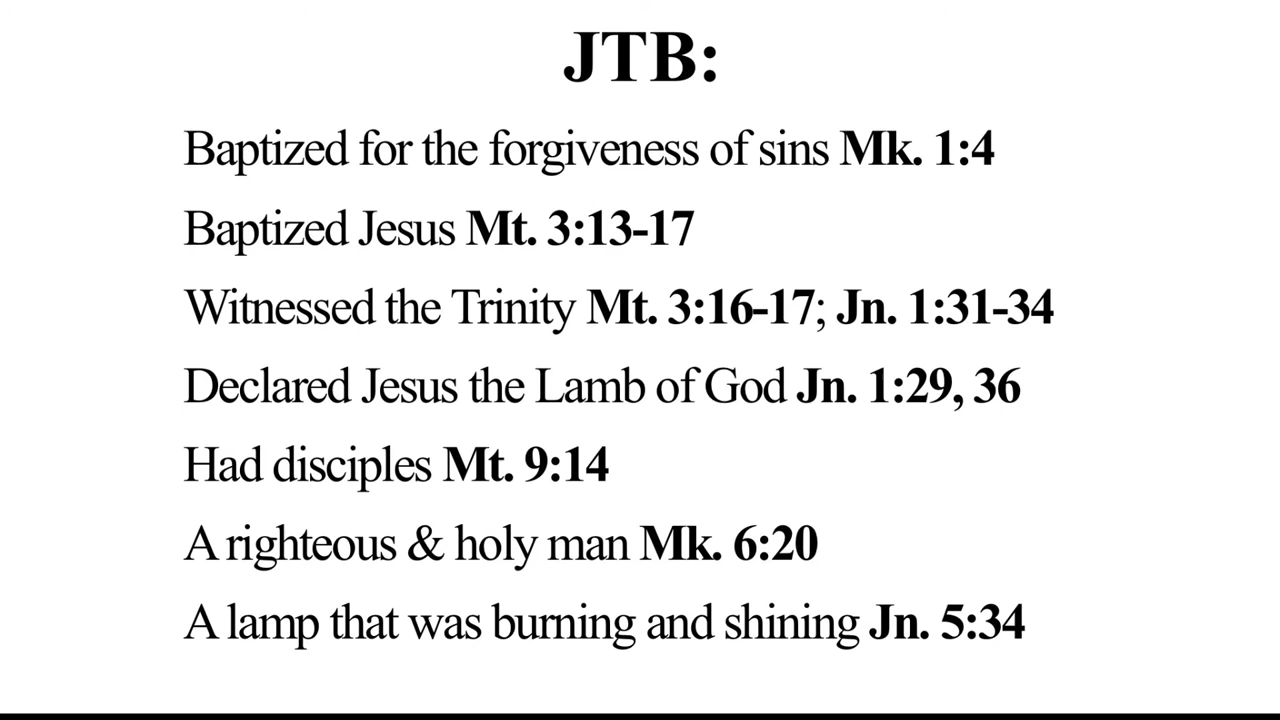 JTB:
Baptized for the forgiveness of sins Mk. 1:4
Baptized Jesus Mt. 3:13-17
Witnessed the Trinity Mt. 3:16-17; Jn. 1:31-34
Declared Jesus the Lamb of God Jn. 1:29, 36
Had disciples Mt. 9:14
A righteous & holy man Mk. 6:20
A lamp that was burning and shining Jn. 5:34